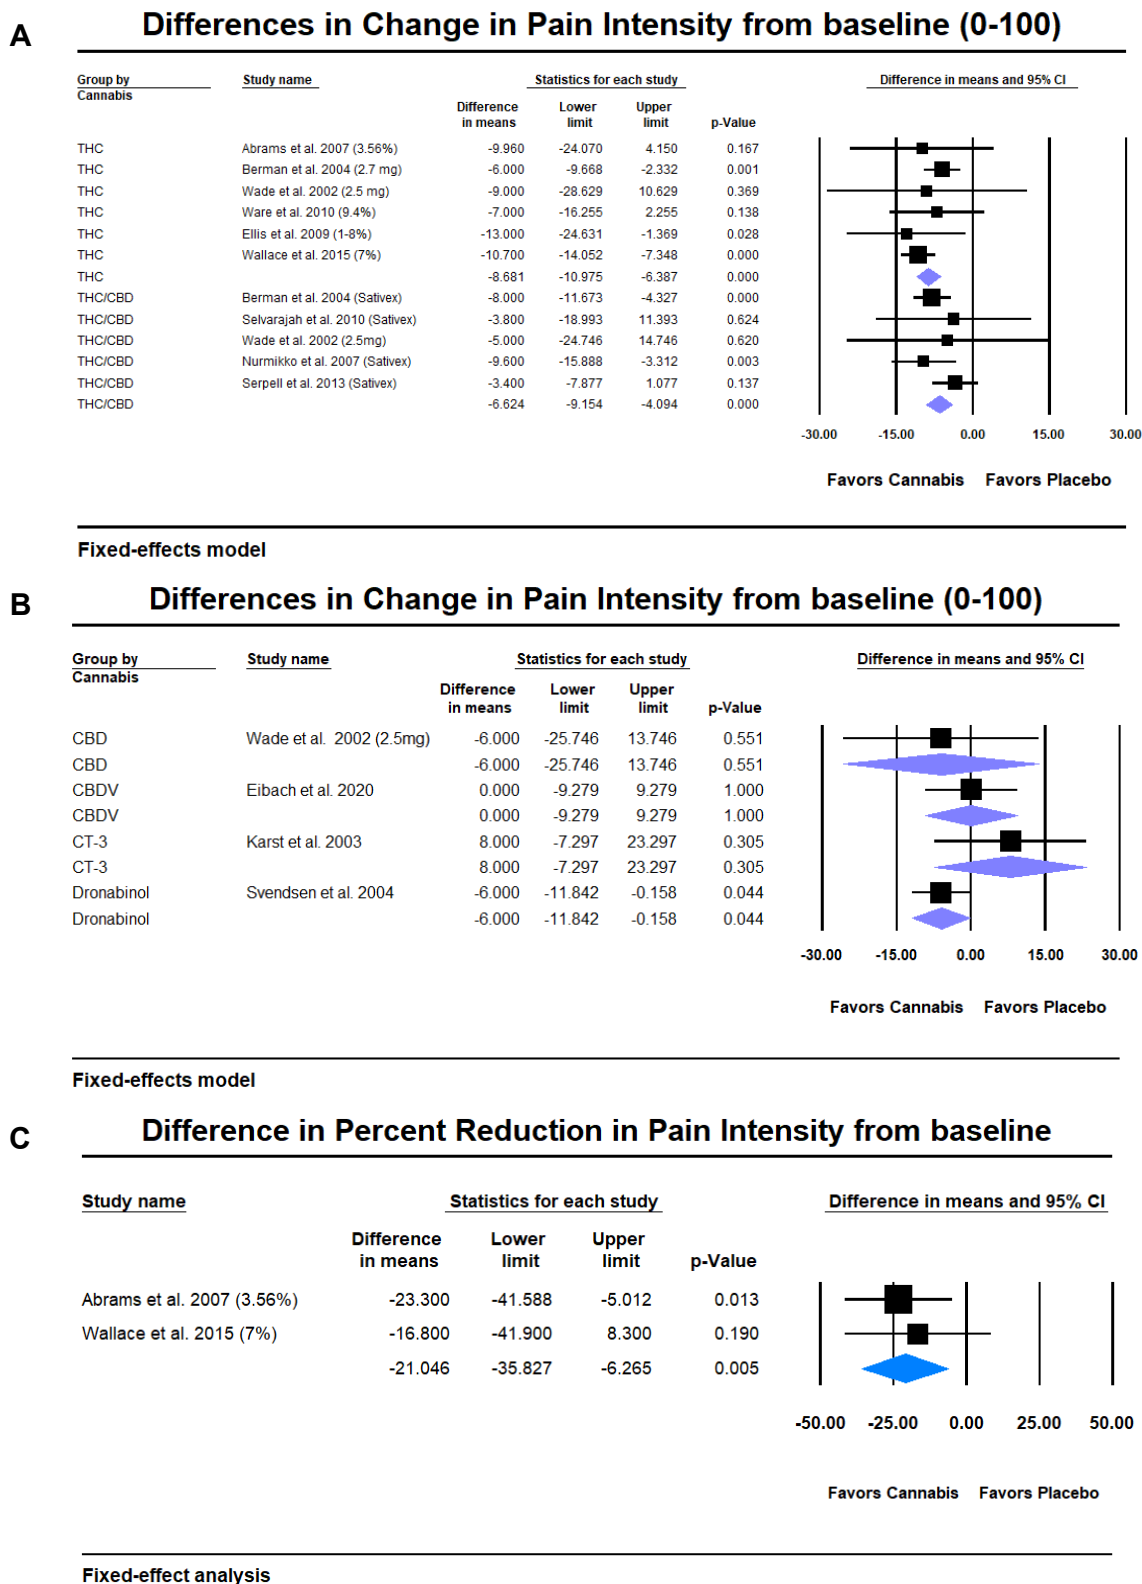 A
Differences in Change in Pain Intensity from baseline (0-100)
Group by Study name Statistics for each study Difference in means and 95% CI
Cannabis
Difference Lower Upper
in means limit limit p-Value
THC Abrams et al. 2007 (3.56%) -9.960 -24.070 4.150 0.167
THC Berman et al. 2004 (2.7 mg) -6.000 -9.668 -2.332 0.001
THC Wade et al. 2002 (2.5 mg) -9.000 -28.629 10.629 0.369
THC Ware et al. 2010 (9.4%) -7.000 -16.255 2.255 0.138
THC Ellis et al. 2009 (1-8%) -13.000 -24.631 -1.369 0.028
THC Wallace et al. 2015 (7%) -10.700 -14.052 -7.348 0.000
THC -8.681 -10.975 -6.387 0.000
THC/CBD Berman et al. 2004 (Sativex) -8.000 -11.673 -4.327 0.000
THC/CBD Selvarajah et al. 2010 (Sativex) -3.800 -18.993 11.393 0.624
THC/CBD Wade et al. 2002 (2.5mg) -5.000 -24.746 14.746 0.620
THC/CBD Nurmikko et al. 2007 (Sativex) -9.600 -15.888 -3.312 0.003
THC/CBD Serpell et al. 2013 (Sativex) -3.400 -7.877 1.077 0.137
THC/CBD -6.624 -9.154 -4.094 0.000
-30.00 -15.00 0.00 15.00 30.00
Favors Cannabis Favors Placebo
Fixed-effects model
B
Differences in Change in Pain Intensity from baseline (0-100)
Group by Study name Statistics for each study Difference in means and 95% CI
Cannabis
Difference Lower Upper
in means limit limit p-Value
CBD Wade et al. 2002 (2.5mg) -6.000 -25.746 13.746 0.551
CBD -6.000 -25.746 13.746 0.551
CBDV Eibach et al. 2020 0.000 -9.279 9.279 1.000
CBDV 0.000 -9.279 9.279 1.000
CT-3 Karst et al. 2003 8.000 -7.297 23.297 0.305
CT-3 8.000 -7.297 23.297 0.305
Dronabinol Svendsen et al. 2004 -6.000 -11.842 -0.158 0.044
Dronabinol -6.000 -11.842 -0.158 0.044
-30.00 -15.00 0.00 15.00 30.00
Favors Cannabis Favors Placebo
Fixed-effects model
C
Difference in Percent Reduction in Pain Intensity from baseline
Study name Statistics for each study Difference in means and 95% CI
Difference Lower Upper
in means limit limit p-Value
Abrams et al. 2007 (3.56%) -23.300 -41.588 -5.012 0.013
Wallace et al. 2015 (7%) -16.800 -41.900 8.300 0.190
-21.046 -35.827 -6.265 0.005
-50.00 -25.00 0.00 25.00 50.00
Favors Cannabis Favors Placebo
Fixed-effect analysis